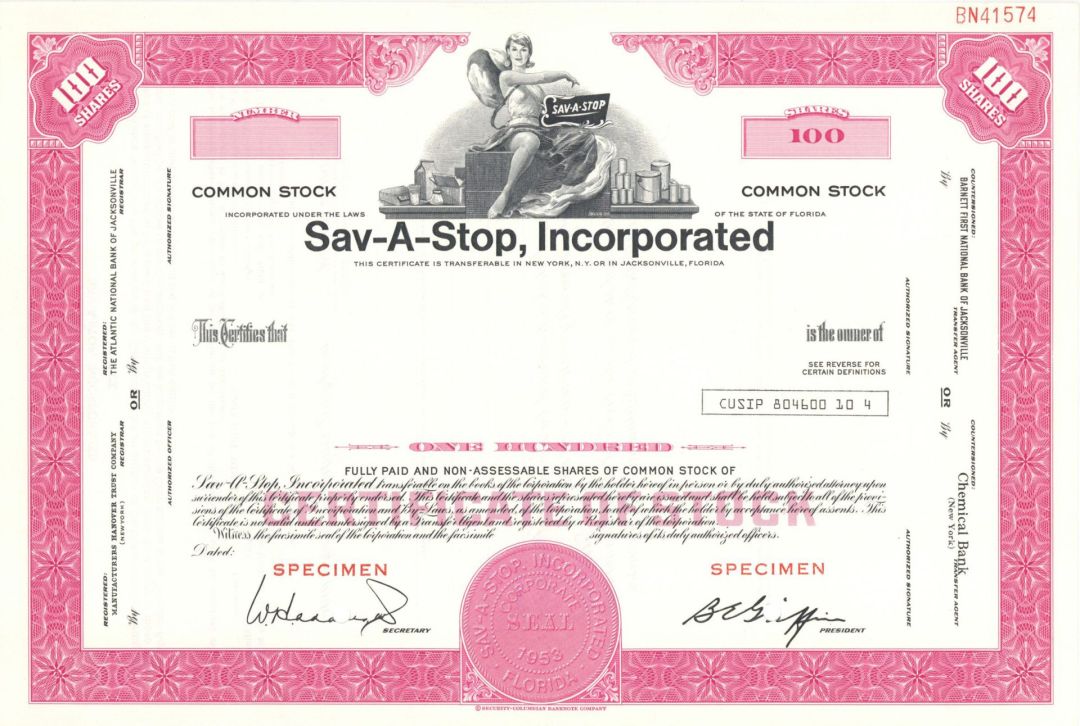 BN41574
100 SHARES
100 SHARES
NUMBER
SHARES
100
SAV-A-STOP
COMMON STOCK
COMMON STOCK
INCORPORATED UNDER THE LAWS
OF THE STATE OF FLORIDA
Sav-A-Stop, Incorporated
THIS CERTIFICATE IS TRANSFERABLE IN NEW YORK, N.Y. OR IN JACKSONVILLE, FLORIDA
This Certifies that
is the owner of
SEE REVERSE FOR
CERTAIN DEFINITIONS
CUSIP 804600 10 4
ONE HUNDRED
FULLY PAID AND NON-ASSESSABLE SHARES OF COMMON STOCK OF
Sav-A-Stop, Incorporated transferable on the books of the Corporation by the holder hereof in person or by duly authorized attorney upon
surrender of this Certificate properly endorsed. This Certificate and the shares represented hereby are issued and shall be held subject to all of the provi-
sions of the Certificate of Incorporation and By-Laws, as amended, of the Corporation, to all of which the holder by acceptance hereof assents. This
Certificate is not valid until countersigned by a Transfer Agent and registered by a Registrar of the Corporation.
Witness the facsimile seal of the Corporation and the facsimile signatures of its duly authorized officers.
Dated:
SPECIMEN
SPECIMEN
SECRETARY
B E Griffin
PRESIDENT
SAV-A-STOP, INCORPORATED
CORPORATE
SEAL
1953
FLORIDA
© SECURITY-COLUMBIAN BANKNOTE COMPANY
REGISTERED:
THE ATLANTIC NATIONAL BANK OF JACKSONVILLE
REGISTRAR
By
AUTHORIZED SIGNATURE
OR
REGISTERED:
MANUFACTURERS HANOVER TRUST COMPANY
(NEW YORK)
REGISTRAR
By
AUTHORIZED OFFICER
COUNTERSIGNED:
BARNETT FIRST NATIONAL BANK OF JACKSONVILLE
TRANSFER AGENT
By
AUTHORIZED SIGNATURE
OR
COUNTERSIGNED:
Chemical Bank
(New York)
TRANSFER AGENT
By
AUTHORIZED SIGNATURE